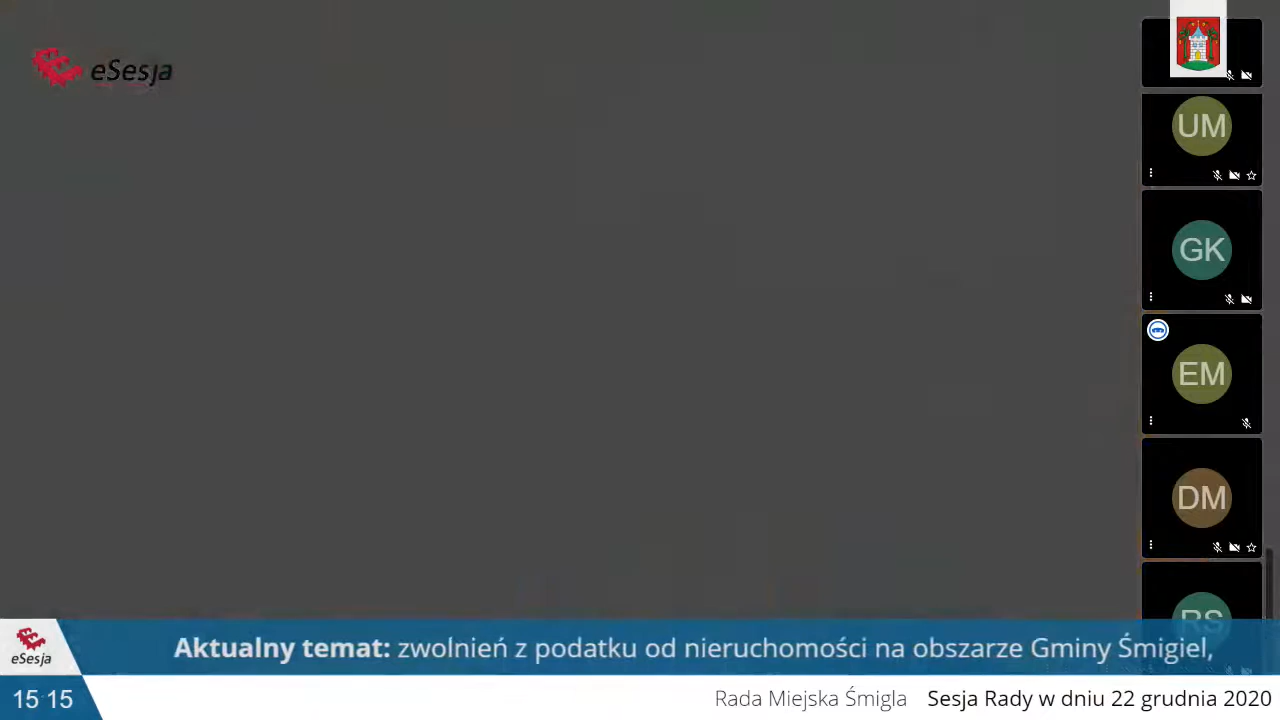 eSesja
UM
GK
EM
DM
RS
eSesja
Aktualny temat: zwolnień z podatku od nieruchomości na obszarze Gminy Śmigiel,
15:15
Rada Miejska Śmigla Sesja Rady w dniu 22 grudnia 2020